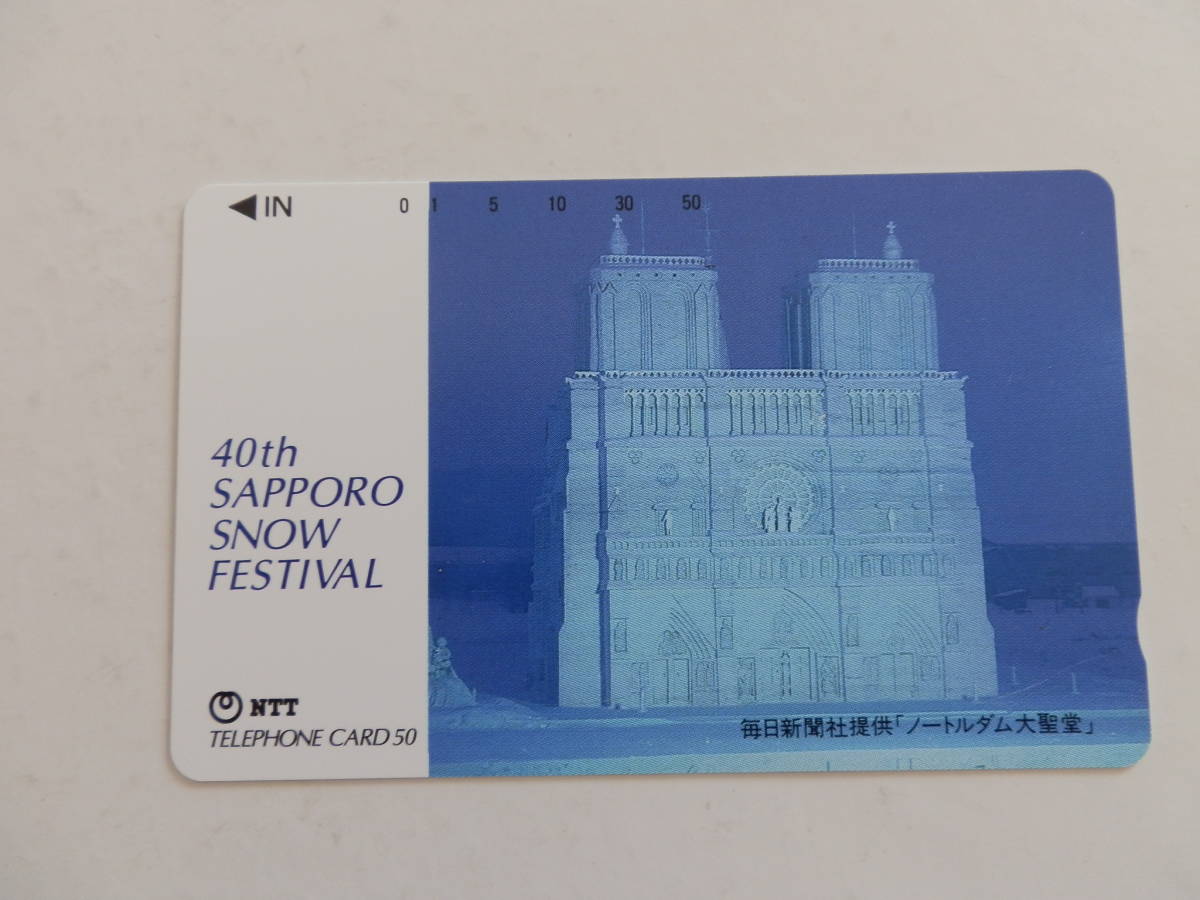 ◀IN 0 1 5 10 30 50
40th
SAPPORO
SNOW
FESTIVAL
NTT
TELEPHONE CARD 50
毎日新聞社提供「ノートルダム大聖堂」